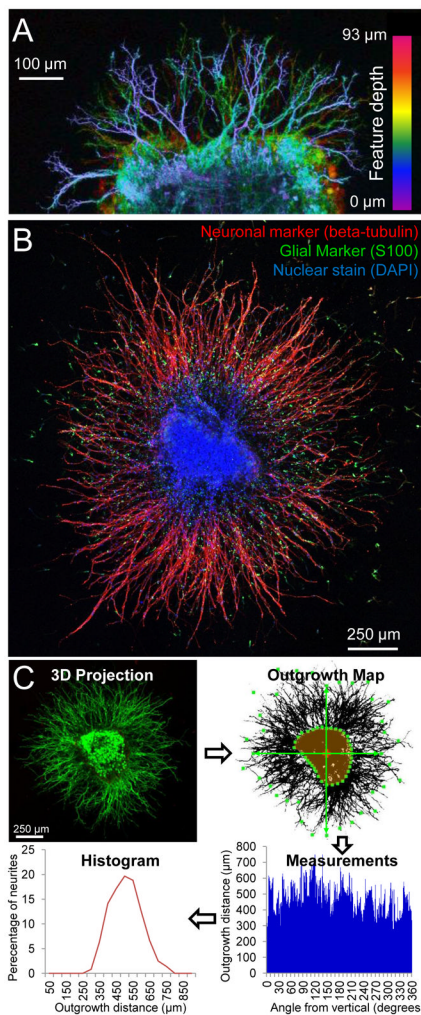 A
93 µm
100 µm
Feature depth
0 µm
B
Neuronal marker (beta-tubulin)
Glial Marker (S100)
Nuclear stain (DAPI)
250 µm
C
3D Projection
Outgrowth Map
250 µm
Histogram
Perecentage of neurites
25
20
15
10
5
0
50
150
250
350
450
550
650
750
850
Outgrowth distance (µm)
Measurements
Outgrowth distance (µm)
800
700
600
500
400
300
200
100
0
0
30
60
90
120
150
180
210
240
270
300
330
360
Angle from vertical (degrees